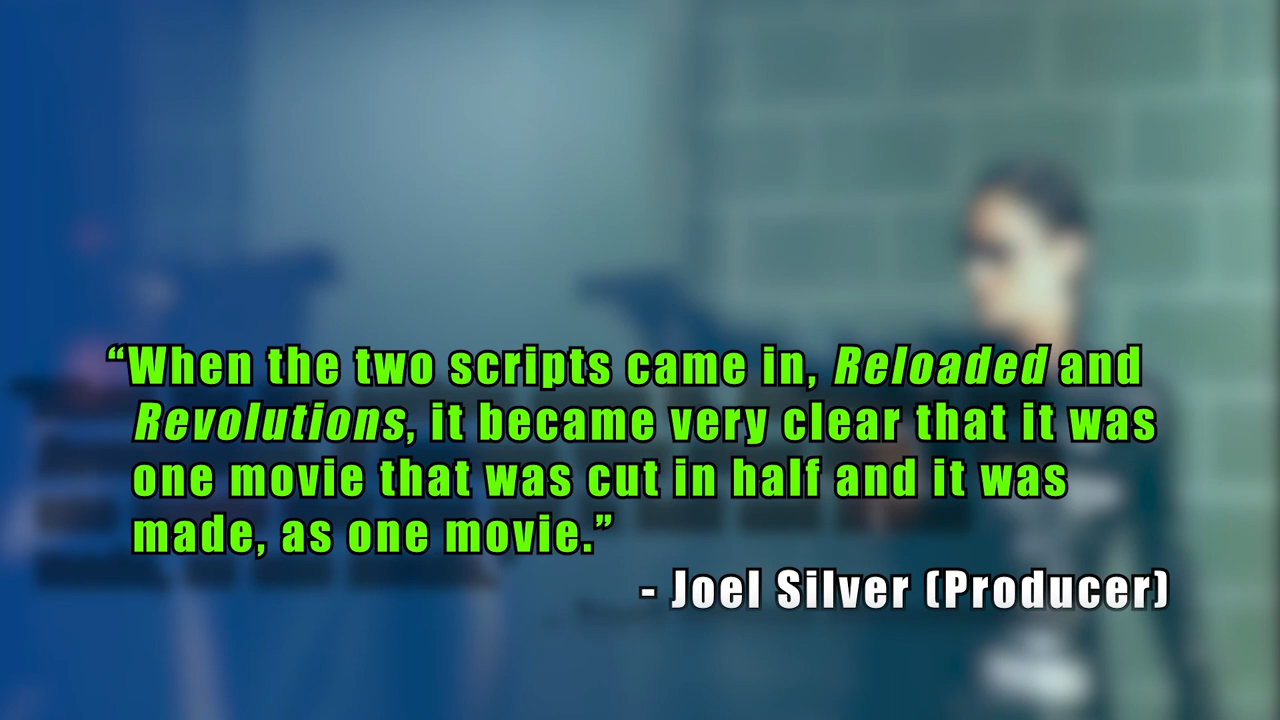 “When the two scripts came in, Reloaded and
Revolutions, it became very clear that it was
one movie that was cut in half and it was
made, as one movie.”
- Joel Silver (Producer)